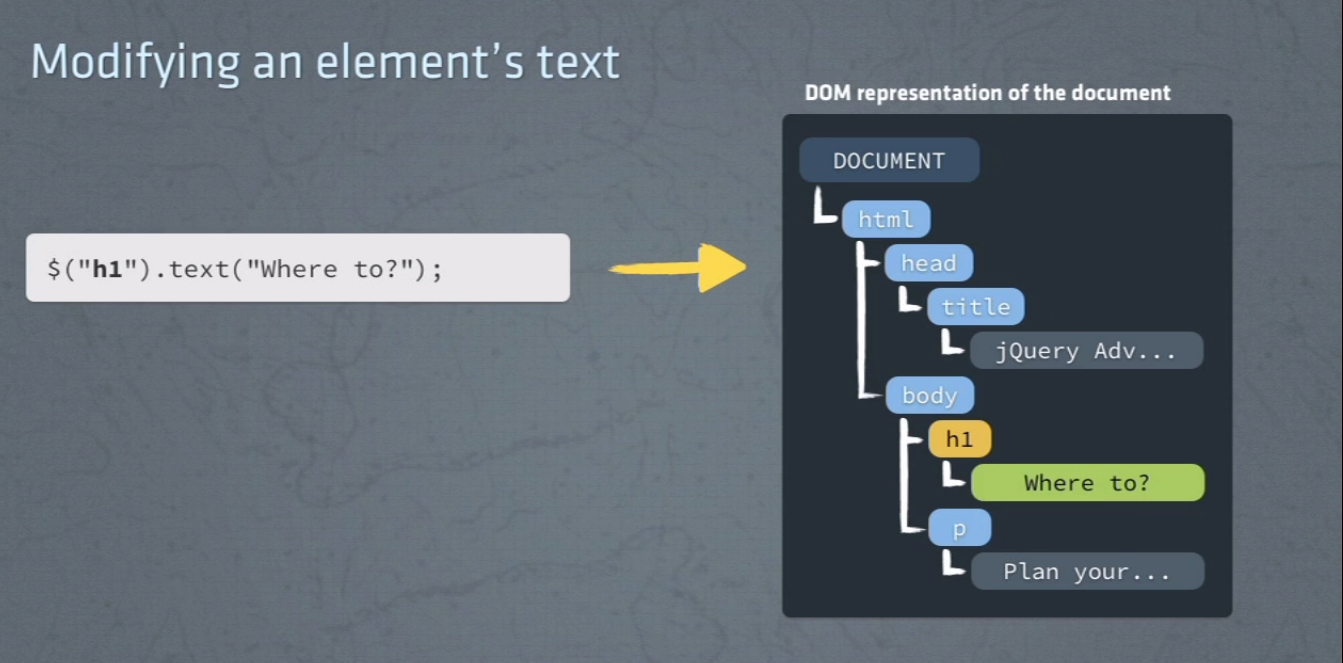 Modifying an element’s text
DOM representation of the document
$("h1").text("Where to?");
DOCUMENT
html
head
title
jQuery Adv...
body
h1
Where to?
p
Plan your...